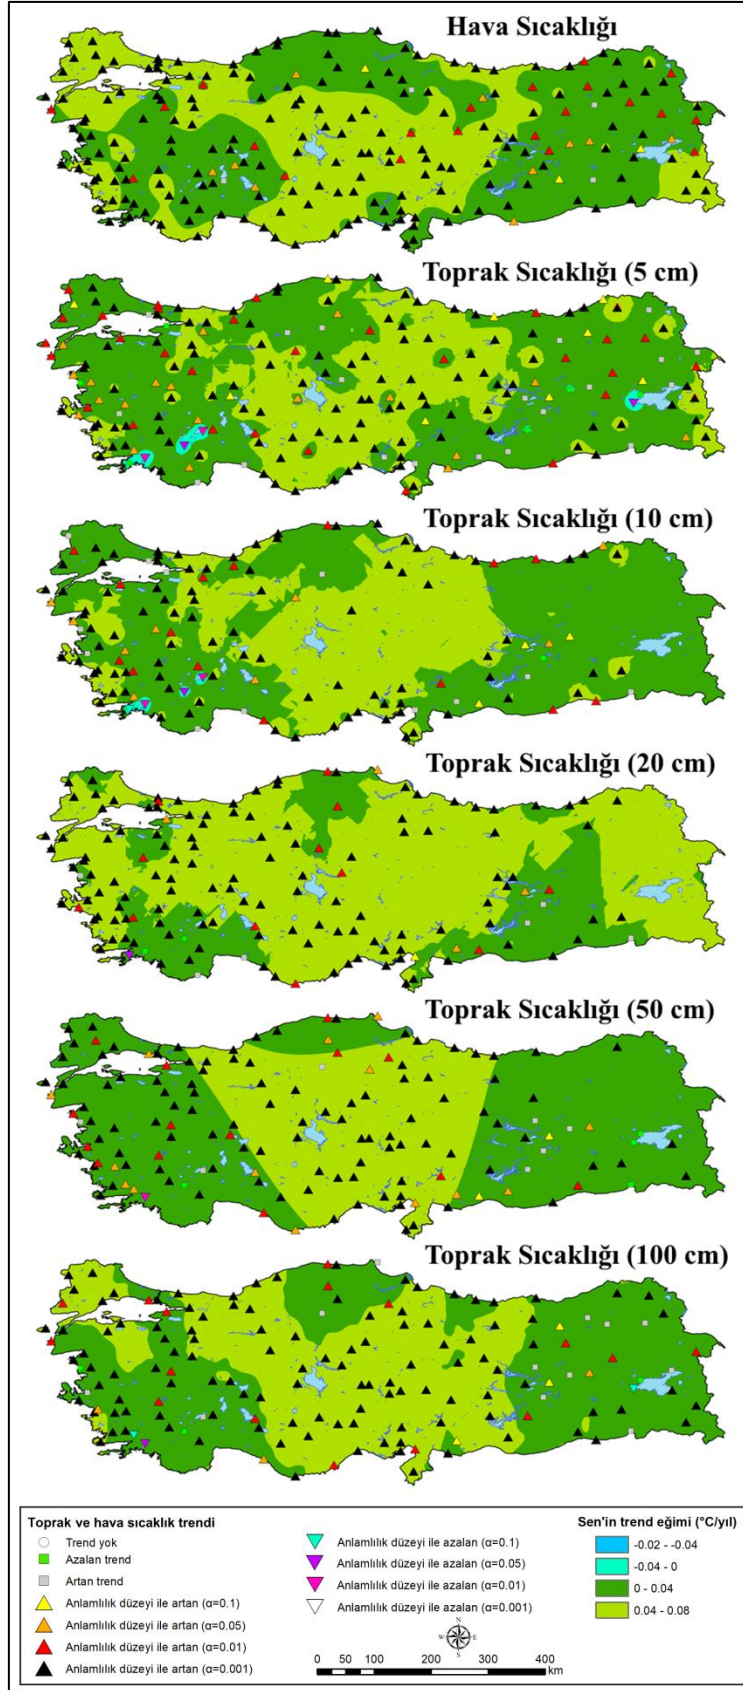 Hava Sıcaklığı
Toprak Sıcaklığı (5 cm)
Toprak Sıcaklığı (10 cm)
Toprak Sıcaklığı (20 cm)
Toprak Sıcaklığı (50 cm)
Toprak Sıcaklığı (100 cm)
Toprak ve hava sıcaklık trendi
Trend yok
Azalan trend
Artan trend
Anlamlılık düzeyi ile artan (α=0.1)
Anlamlılık düzeyi ile artan (α=0.05)
Anlamlılık düzeyi ile artan (α=0.01)
Anlamlılık düzeyi ile artan (α=0.001)
Anlamlılık düzeyi ile azalan (α=0.1)
Anlamlılık düzeyi ile azalan (α=0.05)
Anlamlılık düzeyi ile azalan (α=0.01)
Anlamlılık düzeyi ile azalan (α=0.001)
N
W E
S
0 50 100 200 300 400
km
Sen'in trend eğimi (°C/yıl)
-0.02 - -0.04
-0.04 - 0
0 - 0.04
0.04 - 0.08